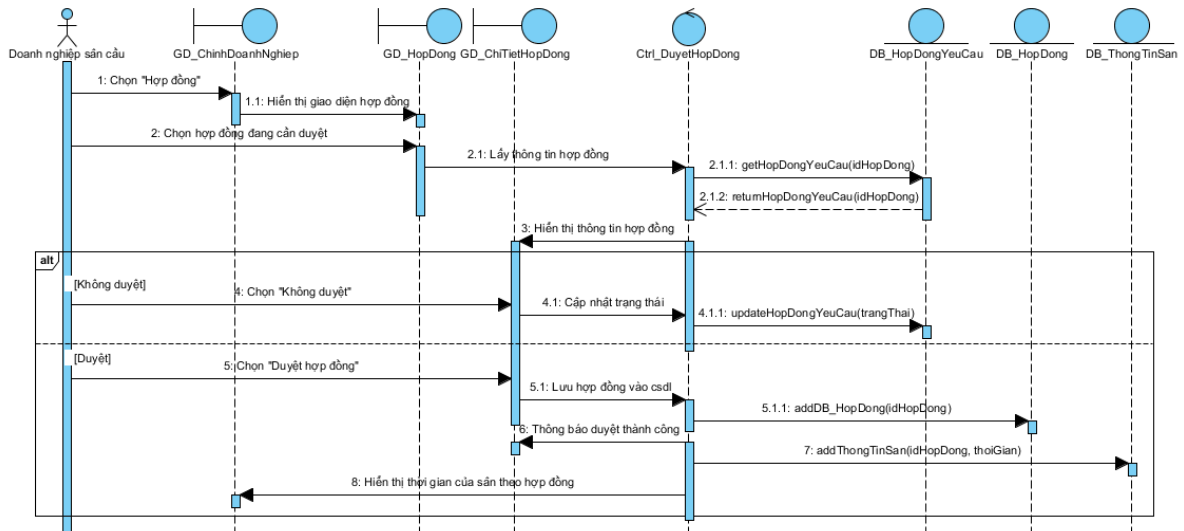 Doanh nghiệp sân cầu
GD_ChinhDoanhNghiep
GD_HopDong
GD_ChiTietHopDong
Ctrl_DuyetHopDong
DB_HopDongYeuCau
DB_HopDong
DB_ThongTinSan
1: Chọn "Hợp đồng"
1.1: Hiển thị giao diện hợp đồng
2: Chọn hợp đồng đang cần duyệt
2.1: Lấy thông tin hợp đồng
2.1.1: getHopDongYeuCau(idHopDong)
2.1.2: returnHopDongYeuCau(idHopDong)
3: Hiển thị thông tin hợp đồng
alt
[Không duyệt]
4: Chọn "Không duyệt"
4.1: Cập nhật trạng thái
4.1.1: updateHopDongYeuCau(trangThai)
[Duyệt]
5: Chọn "Duyệt hợp đồng"
5.1: Lưu hợp đồng vào csdl
5.1.1: addDB_HopDong(idHopDong)
6: Thông báo duyệt thành công
7: addThongTinSan(idHopDong, thoiGian)
8: Hiển thị thời gian của sân theo hợp đồng